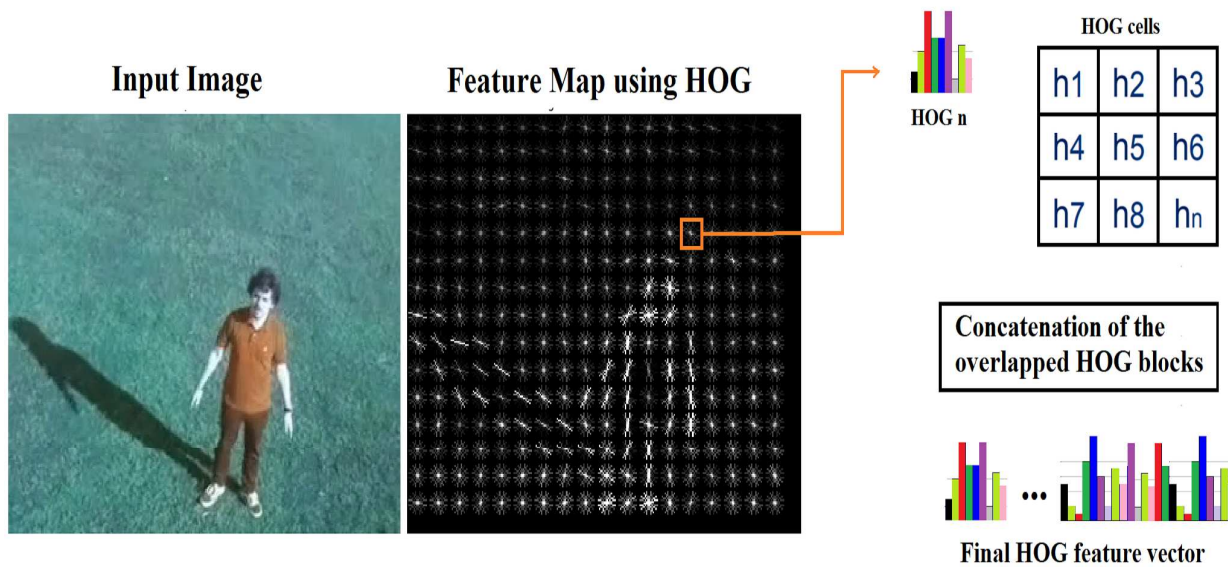 Input Image
Feature Map using HOG
HOG n
HOG cells
h1 h2 h3
h4 h5 h6
h7 h8 hn
Concatenation of the
overlapped HOG blocks
...
Final HOG feature vector